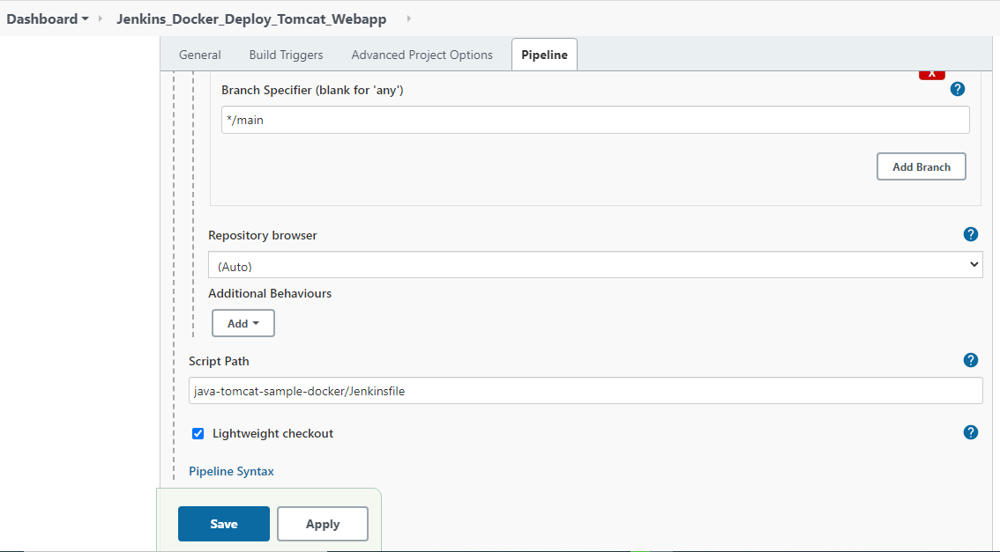 Dashboard Jenkins_Docker_Deploy_Tomcat_Webapp
General Build Triggers Advanced Project Options Pipeline
X
Branch Specifier (blank for 'any') ?
*/main
Add Branch
Repository browser ?
(Auto)
Additional Behaviours
Add
Script Path ?
java-tomcat-sample-docker/Jenkinsfile
Lightweight checkout ?
Pipeline Syntax
Save Apply